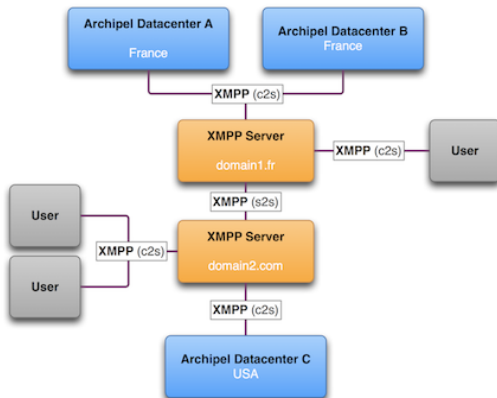 Archipel Datacenter A
France
Archipel Datacenter B
France
XMPP (c2s)
XMPP Server
domain1.fr
XMPP (c2s)
User
XMPP (s2s)
User
XMPP Server
domain2.com
XMPP (c2s)
User
XMPP (c2s)
Archipel Datacenter C
USA